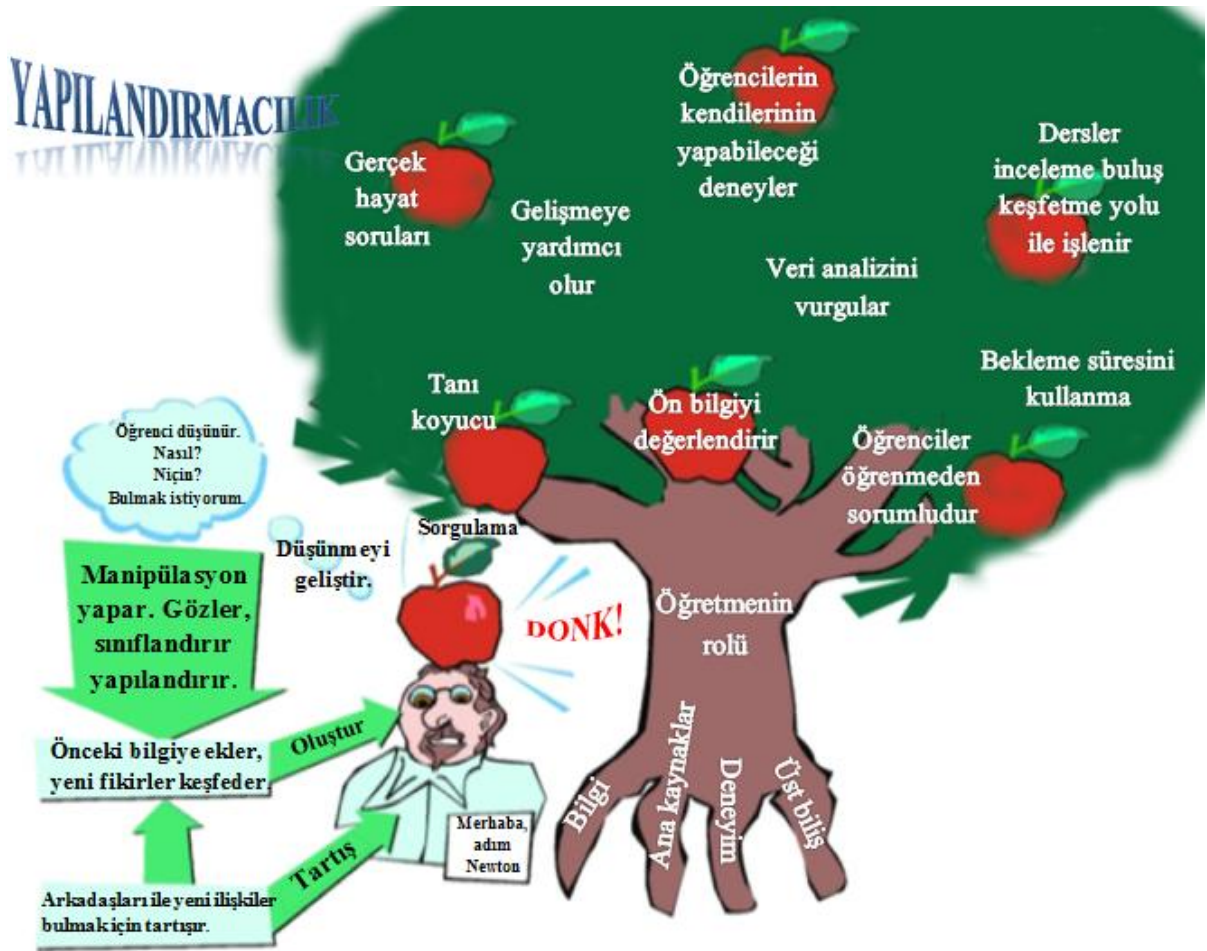 YAPILANDIRMACILIK
Gerçek
hayat
soruları
Gelişmeye
yardımcı
olur
Öğrencilerin
kendilerinin
yapabileceği
deneyler
Dersler
inceleme buluş
keşfetme yolu
ile işlenir
Veri analizini
vurgular
Bekleme süresini
kullanma
Tanı
koyucu
Ön bilgiyi
değerlendirir
Öğrenciler
öğrenmeden
sorumludur
Öğrenci düşünür.
Nasıl?
Niçin?
Bulmak istiyorum.
Düşünmeyi
geliştir.
Sorgulama
DONK!
Manipülasyon
yapar. Gözler,
sınıflandırır
yapılandırır.
Önceki bilgiye ekler,
yeni fikirler keşfeder.
Oluştur
Arkadaşları ile yeni ilişkiler
bulmak için tartışır.
Tartış
Merhaba,
adım
Newton
Öğretmenin
rolü
Bilgi
Ana kaynaklar
Deneyim
Üst biliş